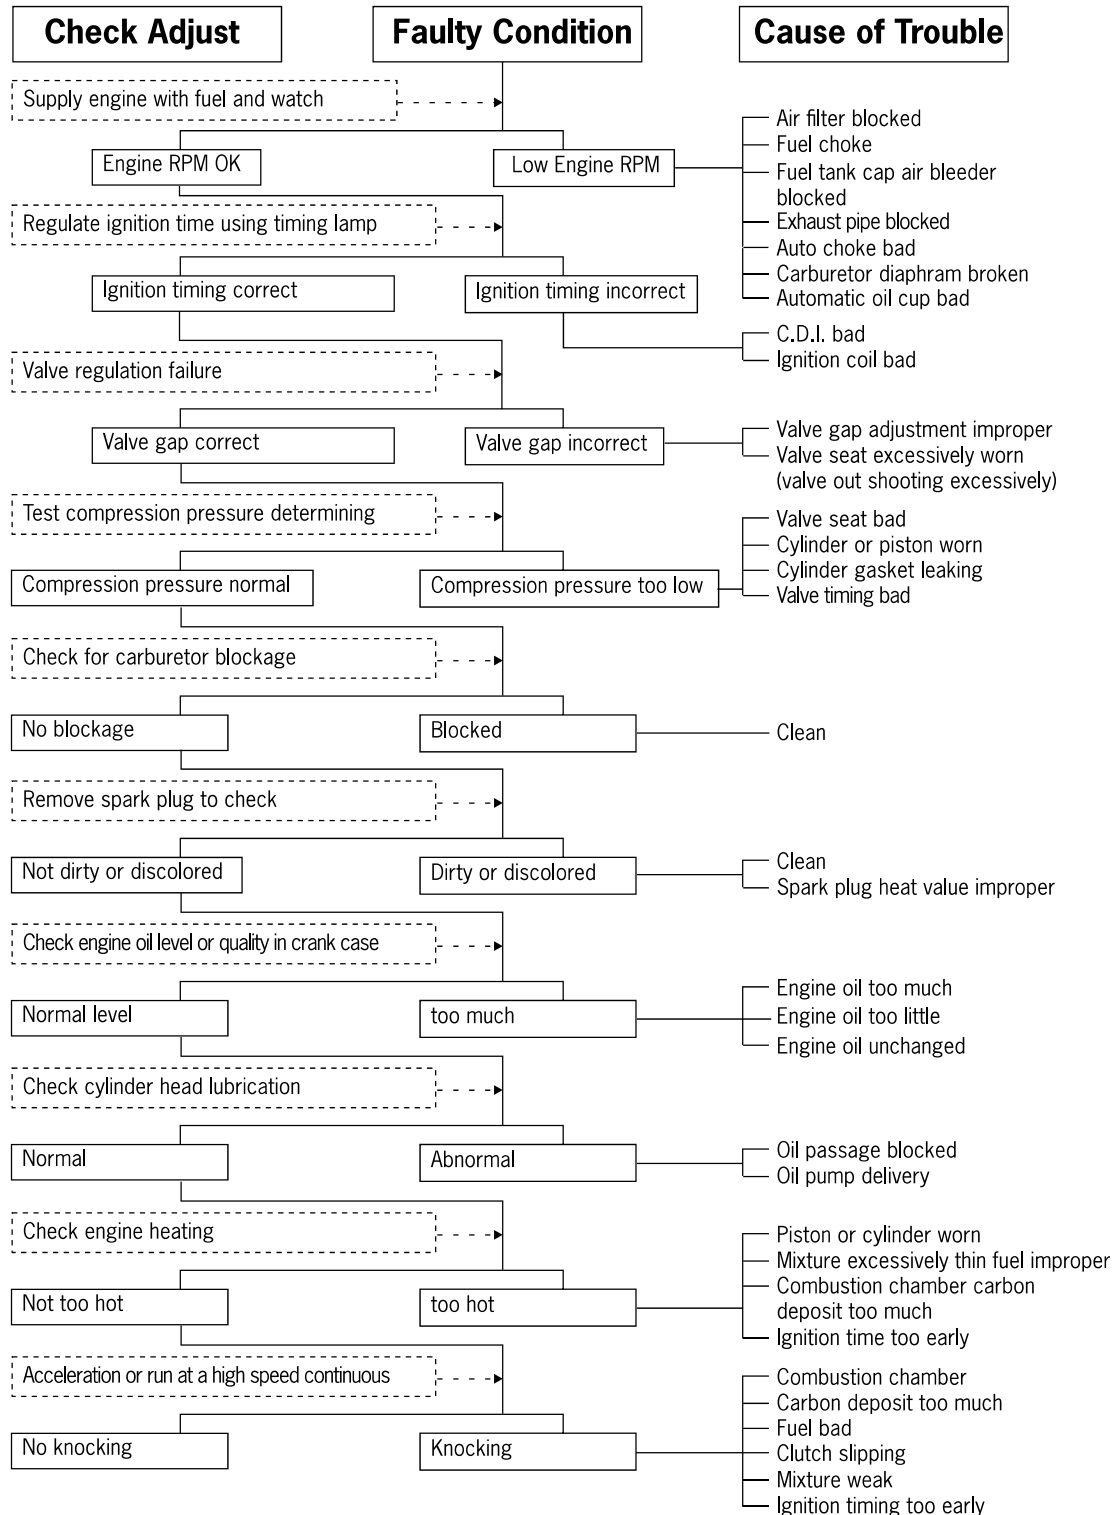 Check Adjust
Faulty Condition
Cause of Trouble
Supply engine with fuel and watch
Engine RPM OK
Low Engine RPM
Air filter blocked
Fuel choke
Fuel tank cap air bleeder
blocked
Exhaust pipe blocked
Auto choke bad
Carburetor diaphram broken
Automatic oil cup bad
Regulate ignition time using timing lamp
Ignition timing correct
Ignition timing incorrect
C.D.I. bad
Ignition coil bad
Valve regulation failure
Valve gap correct
Valve gap incorrect
Valve gap adjustment improper
Valve seat excessively worn
(valve out shooting excessively)
Test compression pressure determining
Compression pressure normal
Compression pressure too low
Valve seat bad
Cylinder or piston worn
Cylinder gasket leaking
Valve timing bad
Check for carburetor blockage
No blockage
Blocked
Clean
Remove spark plug to check
Not dirty or discolored
Dirty or discolored
Clean
Spark plug heat value improper
Check engine oil level or quality in crank case
Normal level
too much
Engine oil too much
Engine oil too little
Engine oil unchanged
Check cylinder head lubrication
Normal
Abnormal
Oil passage blocked
Oil pump delivery
Check engine heating
Not too hot
too hot
Piston or cylinder worn
Mixture excessively thin fuel improper
Combustion chamber carbon
deposit too much
Ignition time too early
Acceleration or run at a high speed continuous
No knocking
Knocking
Combustion chamber
Carbon deposit too much
Fuel bad
Clutch slipping
Mixture weak
Ignition timing too early